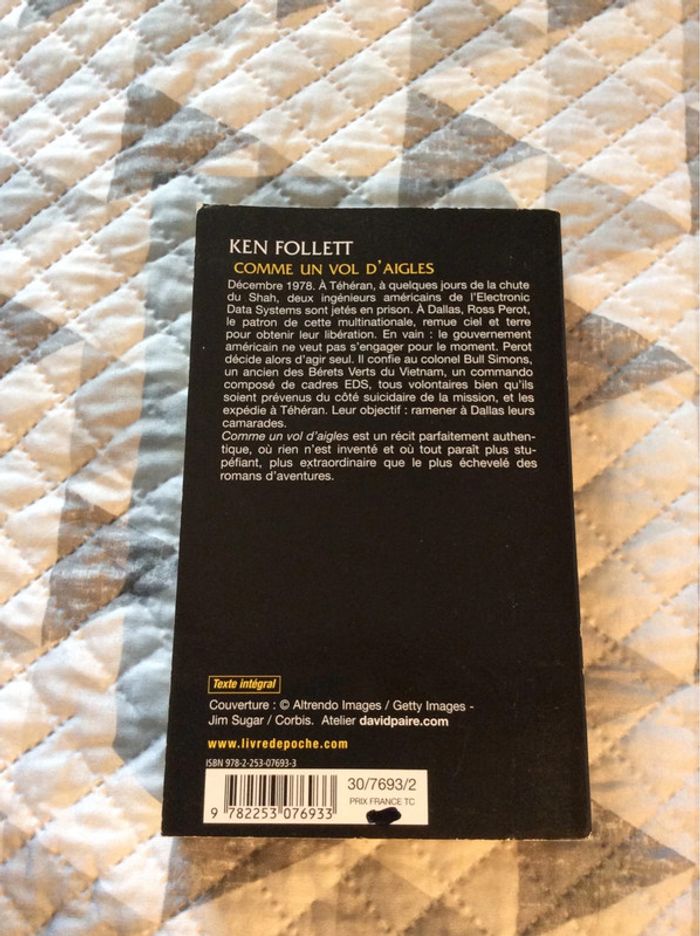 KEN FOLLETT
COMME UN VOL D'AIGLES
Décembre 1978. À Téhéran, à quelques jours de la chute
du Shah, deux ingénieurs américains de l'Electronic
Data Systems sont jetés en prison. À Dallas, Ross Perot,
le patron de cette multinationale, remue ciel et terre
pour obtenir leur libération. En vain : le gouvernement
américain ne veut pas s'engager pour le moment. Perot
décide alors d'agir seul. Il confie au colonel Bull Simons,
un ancien des Bérets Verts du Vietnam, un commando
composé de cadres EDS, tous volontaires bien qu'ils
soient prévenus du côté suicidaire de la mission, et les
expédie à Téhéran. Leur objectif : ramener à Dallas leurs
camarades.
Comme un vol d'aigles est un récit parfaitement authen-
tique, où rien n'est inventé et où tout paraît plus stu-
péfiant, plus extraordinaire que le plus échevelé des
romans d'aventures.
Texte intégral
Couverture : © Altrendo Images / Getty Images -
Jim Sugar / Corbis. Atelier davidpaire.com
www.livredepoche.com
ISBN 978-2-253-07693-3
30/7693/2
PRIX FRANCE TC
9 782253 076933